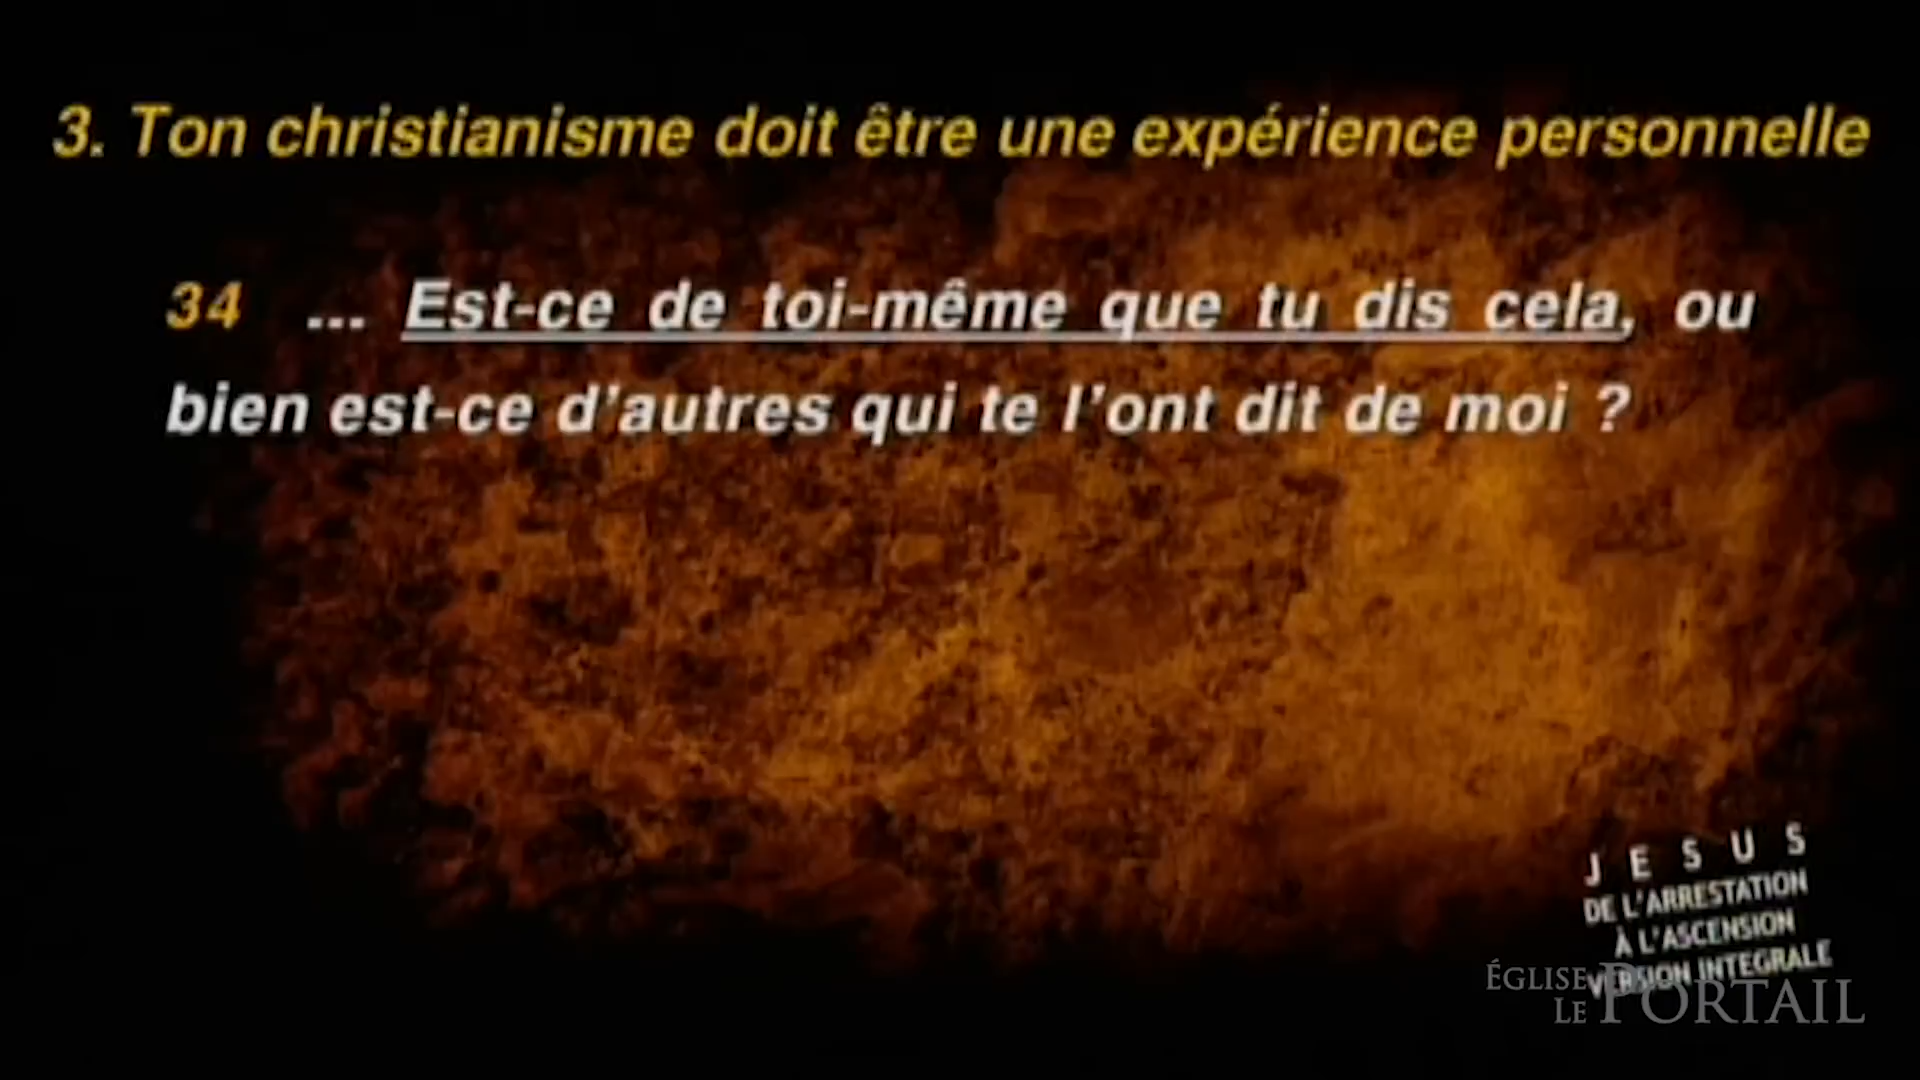 3. Ton christianisme doit être une expérience personnelle
34 ... Est-ce de toi-même que tu dis cela, ou
bien est-ce d'autres qui te l'ont dit de moi ?
JESUS
DE L'ARRESTATION
À L'ASCENSION
VERSION INTEGRALE
ÉGLISE
LE PORTAIL